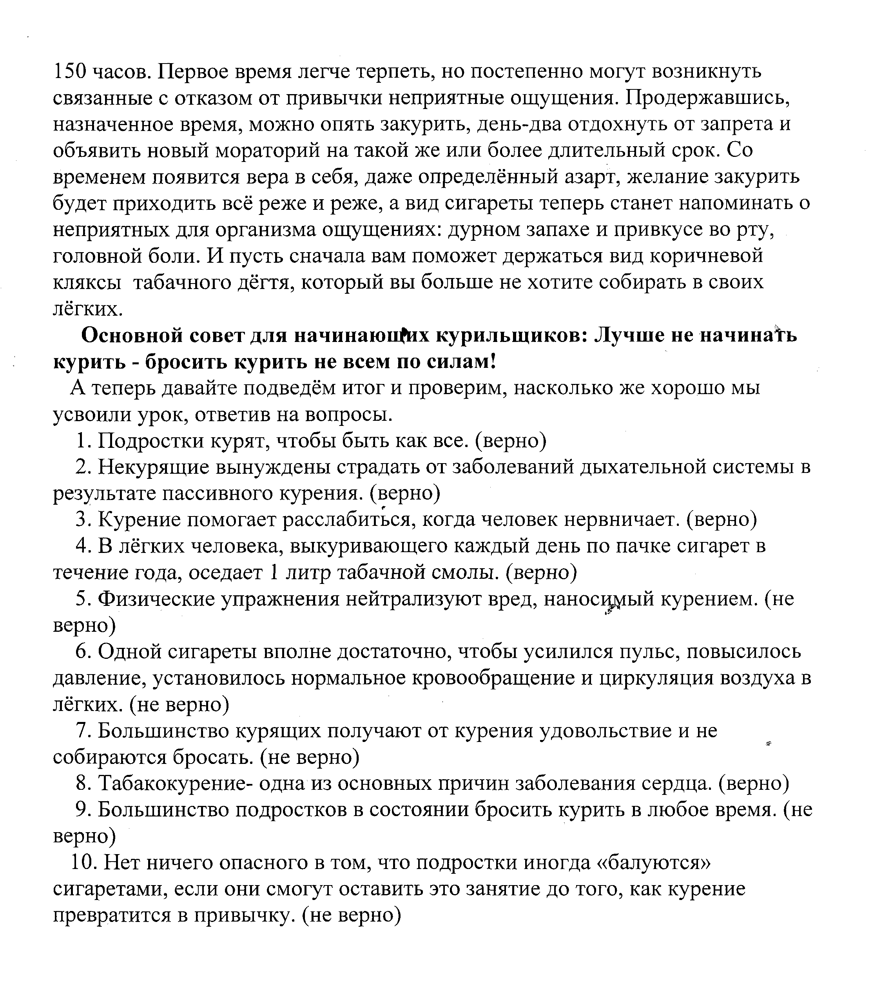 150 часов. Первое время легче терпеть, но постепенно могут возникнуть
связанные с отказом от привычки неприятные ощущения. Продержавшись,
назначенное время, можно опять закурить, день-два отдохнуть от запрета и
объявить новый мораторий на такой же или более длительный срок. Со
временем появится вера в себя, даже определённый азарт, желание закурить
будет приходить всё реже и реже, а вид сигареты теперь станет напоминать о
неприятных для организма ощущениях: дурном запахе и привкусе во рту,
головной боли. И пусть сначала вам поможет держаться вид коричневой
кляксы табачного дёгтя, который вы больше не хотите собирать в своих
лёгких.
Основной совет для начинающих курильщиков: Лучше не начинать
курить - бросить курить не всем по силам!
А теперь давайте подведём итог и проверим, насколько же хорошо мы
усвоили урок, ответив на вопросы.
1. Подростки курят, чтобы быть как все. (верно)
2. Некурящие вынуждены страдать от заболеваний дыхательной системы в
результате пассивного курения. (верно)
3. Курение помогает расслабиться, когда человек нервничает. (верно)
4. В лёгких человека, выкуривающего каждый день по пачке сигарет в
течение года, оседает 1 литр табачной смолы. (верно)
5. Физические упражнения нейтрализуют вред, наносимый курением. (не
верно)
6. Одной сигареты вполне достаточно, чтобы усилился пульс, повысилось
давление, установилось нормальное кровообращение и циркуляция воздуха в
лёгких. (не верно)
7. Большинство курящих получают от курения удовольствие и не
собираются бросать. (не верно)
8. Табакокурение- одна из основных причин заболевания сердца. (верно)
9. Большинство подростков в состоянии бросить курить в любое время. (не
верно)
10. Нет ничего опасного в том, что подростки иногда «балуются»
сигаретами, если они смогут оставить это занятие до того, как курение
превратится в привычку. (не верно)